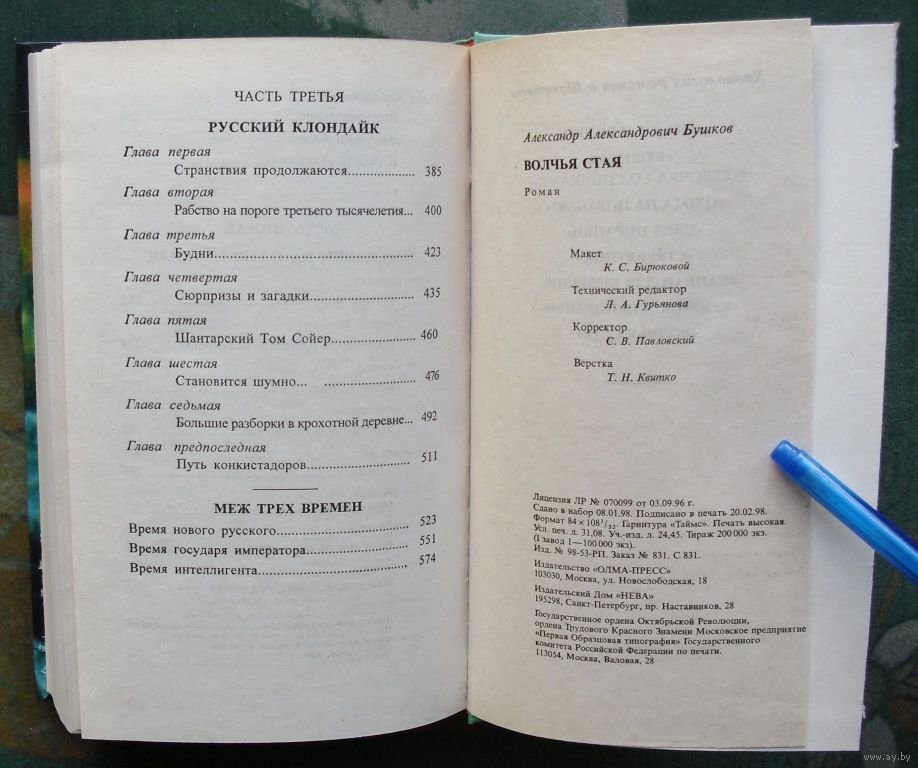 ЧАСТЬ ТРЕТЬЯ
РУССКИЙ КЛОНДАЙК
Глава первая
Странствия продолжаются.................. 385
Глава вторая
Рабство на пороге третьего тысячелетия... 400
Глава третья
Будни............................................. 423
Глава четвертая
Сюрпризы и загадки........................... 435
Глава пятая
Шантарский Том Сойер...................... 460
Глава шестая
Становится шумно... ........................ 476
Глава седьмая
Большие разборки в крохотной деревне... 492
Глава предпоследняя
Путь конкистадоров........................... 511
МЕЖ ТРЕХ ВРЕМЕН
Время нового русского............................ 523
Время государя императора...................... 551
Время интеллигента................................ 574
Александр Александрович Бушков
ВОЛЧЬЯ СТАЯ
Роман
Макет
К. С. Бирюковой
Технический редактор
Л. А. Гурьянова
Корректор
С. В. Павловский
Верстка
Т. Н. Квитко
Лицензия ЛР № 070099 от 03.09.96 г.
Сдано в набор 08.01.98. Подписано в печать 20.02.98.
Формат 84 × 108 1/32. Гарнитура «Таймс». Печать высокая.
Усл. печ. л. 31,08. Уч.-изд. л. 24,45. Тираж 200 000 экз.
(I завод 1—100 000 экз).
Изд. № 98-53-РП. Заказ № 831. С 831.
Издательство «ОЛМА-ПРЕСС»
103030, Москва, ул. Новослободская, 18
Издательский Дом «НЕВА»
195298, Санкт-Петербург, пр. Наставников, 28
Государственное ордена Октябрьской Революции,
ордена Трудового Красного Знамени Московское предприятие
«Первая Образцовая типография» Государственного
комитета Российской Федерации по печати.
113054, Москва, Валовая, 28
www.ay.by